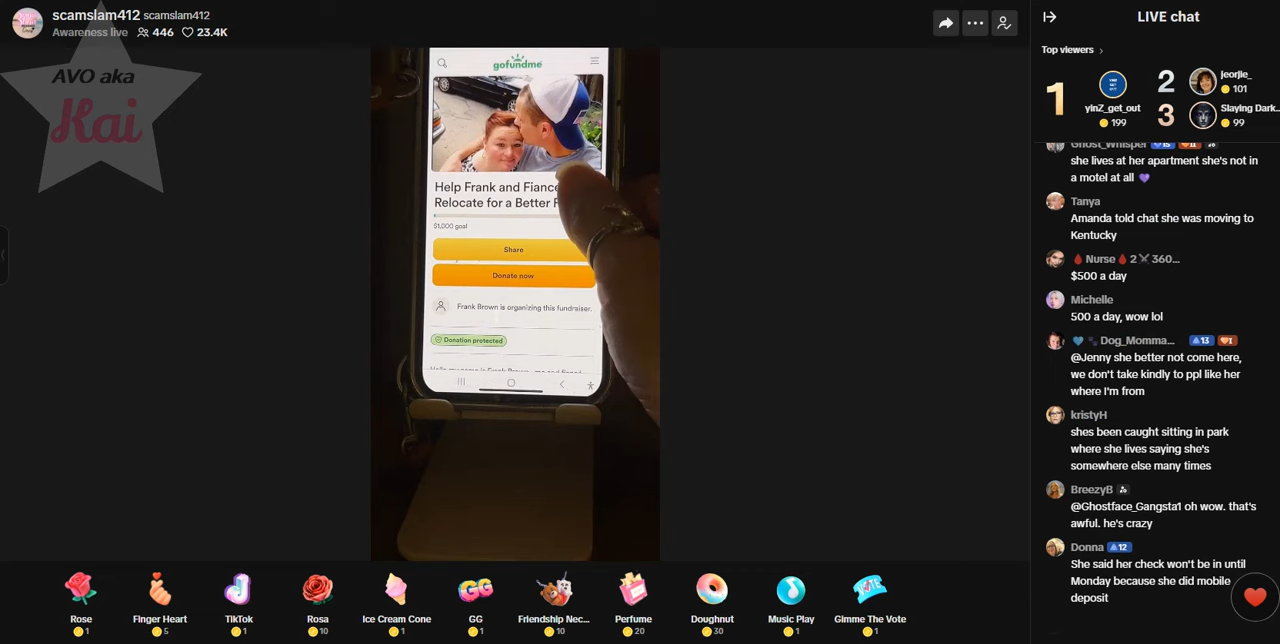 scamslam412 scamslam412
Awareness live 446 23.4K
AVO aka
Kai
gofundme
Help Frank and Fiance
Relocate for a Better
$1,000 goal
Share
Donate now
Frank Brown is organizing this fundraiser.
Donation protected
Rose
1
Finger Heart
5
TikTok
1
Rosa
10
Ice Cream Cone
1
GG
1
Friendship Nec...
10
Perfume
20
Doughnut
30
Music Play
1
Gimme The Vote
1
LIVE chat
Top viewers
1
yinZ_get_out
199
2
jeorjie_
101
3
Slaying Dark...
99
Ghost_Whisper
she lives at her apartment she's not in
a motel at all 💜
Tanya
Amanda told chat she was moving to
Kentucky
🩸 Nurse 🩸 2 ⚔ 360...
$500 a day
Michelle
500 a day, wow lol
💙 🐾 Dog_Momma... 13 I
@Jenny she better not come here,
we don't take kindly to ppl like her
where I'm from
kristyH
shes been caught sitting in park
where she lives saying she's
somewhere else many times
BreezyB
@Ghostface_Gangsta1 oh wow. that's
awful. he's crazy
Donna 12
She said her check won't be in until
Monday because she did mobile
deposit